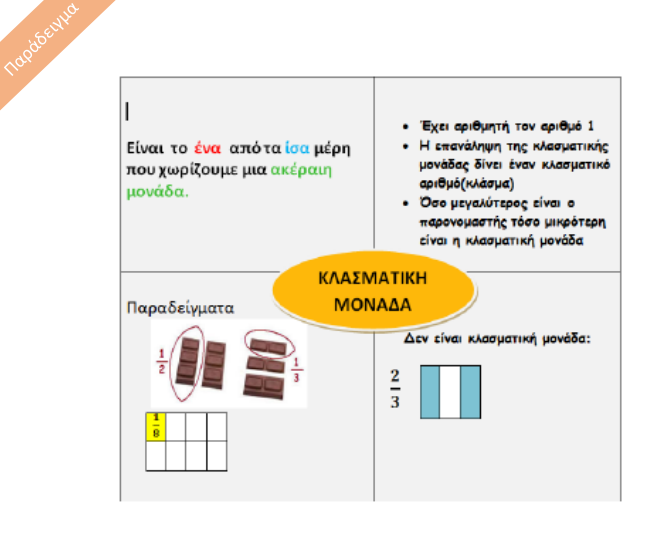 Παράδειγμα
Είναι το ένα από τα ίσα μέρη
που χωρίζουμε μια ακέραιη
μονάδα.
• Έχει αριθμητή τον αριθμό 1
• Η επανάληψη της κλασματικής
μονάδας δίνει έναν κλασματικό
αριθμό(κλάσμα)
• Όσο μεγαλύτερος είναι ο
παρονομαστής τόσο μικρότερη
είναι η κλασματική μονάδα
ΚΛΑΣΜΑΤΙΚΗ
ΜΟΝΑΔΑ
Παραδείγματα
1/2
1/3
1/8
Δεν είναι κλασματική μονάδα:
2/3